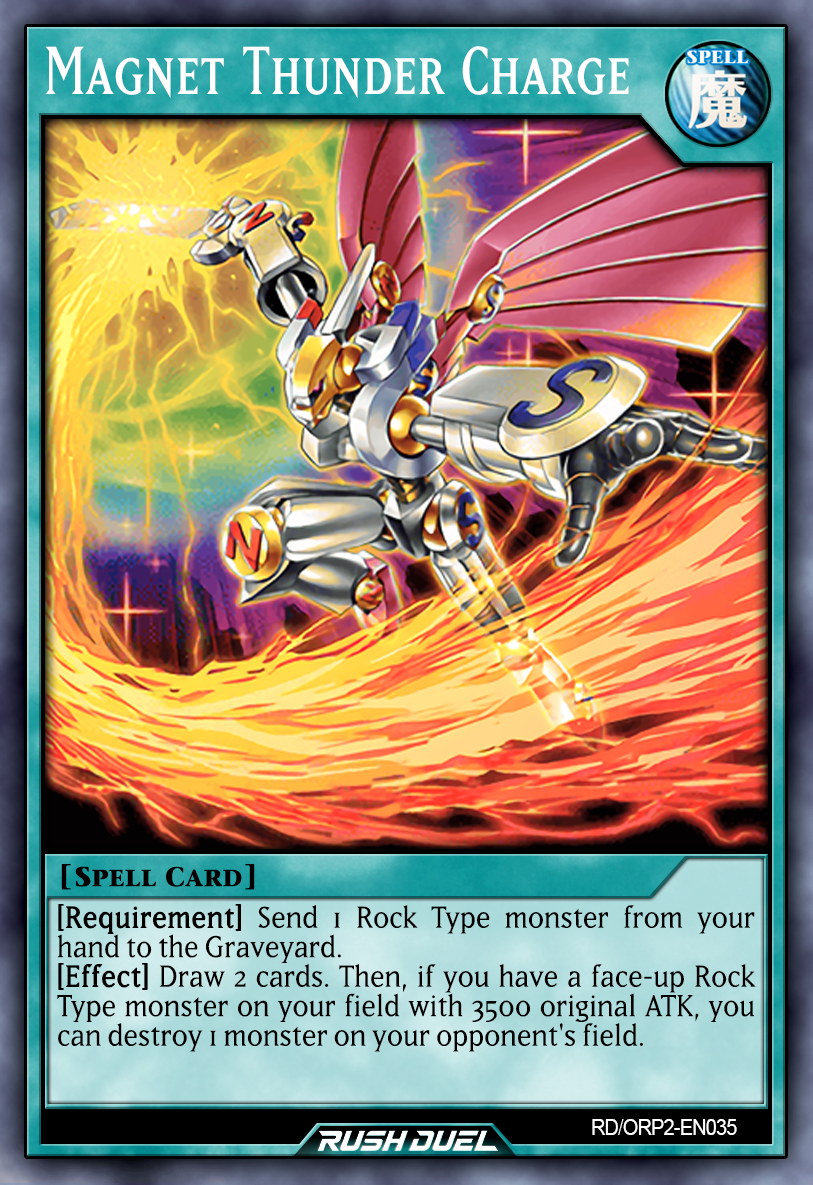 Magnet Thunder Charge
SPELL
魔
N
S
S
N
S
[Spell Card]
[Requirement] Send 1 Rock Type monster from your
hand to the Graveyard.
[Effect] Draw 2 cards. Then, if you have a face-up Rock
Type monster on your field with 3500 original ATK, you
can destroy 1 monster on your opponent's field.
RUSH DUEL
RD/ORP2-EN035